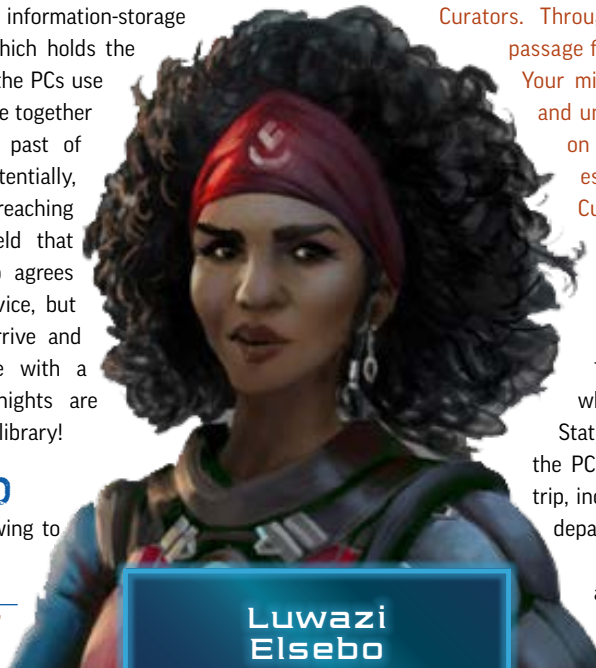 information-storage
hich holds the
the PCs use
e together
past of
tentially,
reaching
eld that
agrees
vice, but
rrive and
e with a
nights are
library!
wing to
Luwazi
Elsebo
Curators. Throu
passage f
Your mi
and un
on
es
Cu
wh
Stat
the PC
trip, inc
depa
a